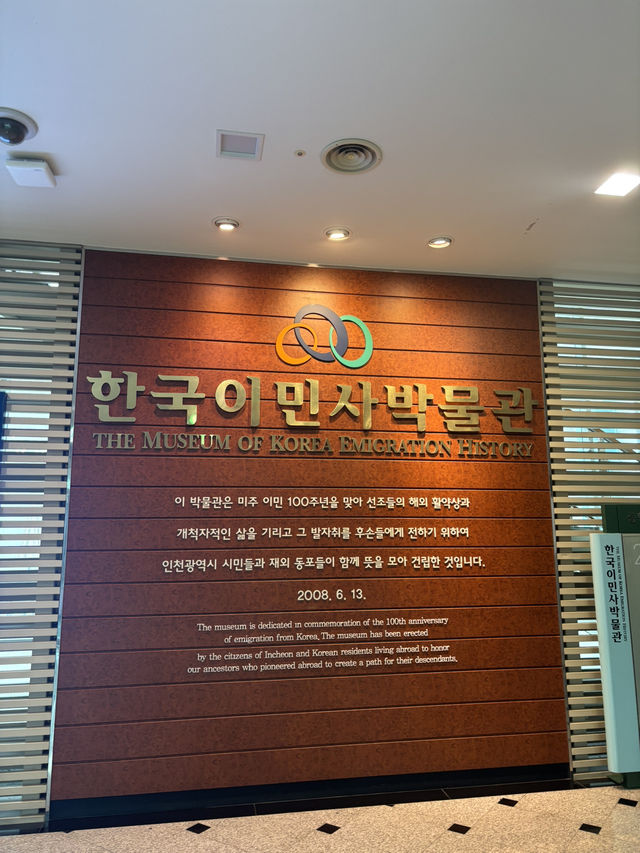 한국이민사박물관
THE MUSEUM OF KOREA EMIGRATION HISTORY
이 박물관은 미주 이민 100주년을 맞아 선조들의 해외 활약상과
개척자적인 삶을 기리고 그 발자취를 후손들에게 전하기 위하여
인천광역시 시민들과 재외 동포들이 함께 뜻을 모아 건립한 것입니다.
2008. 6. 13.
The museum is dedicated in commemoration of the 100th anniversary
of emigration from Korea. The museum has been erected
by the citizens of Incheon and Korean residents living abroad to honor
our ancestors who pioneered abroad to create a path for their descendants.
한국이민사박물관
THE MUSEUM OF KOREA EMIGRATION HISTORY